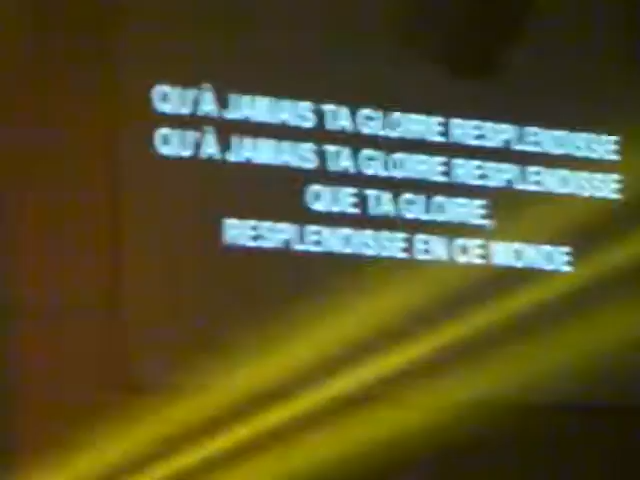 QU'À JAMAIS TA GLOIRE RESPLENDISSE
QU'À JAMAIS TA GLOIRE RESPLENDISSE
QUE TA GLOIRE,
RESPLENDISSE EN CE MONDE